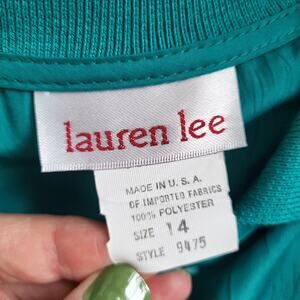 lauren lee
MADE IN U.S.A.
OF IMPORTED FABRICS
100% POLYESTER
SIZE 14
STYLE 9475